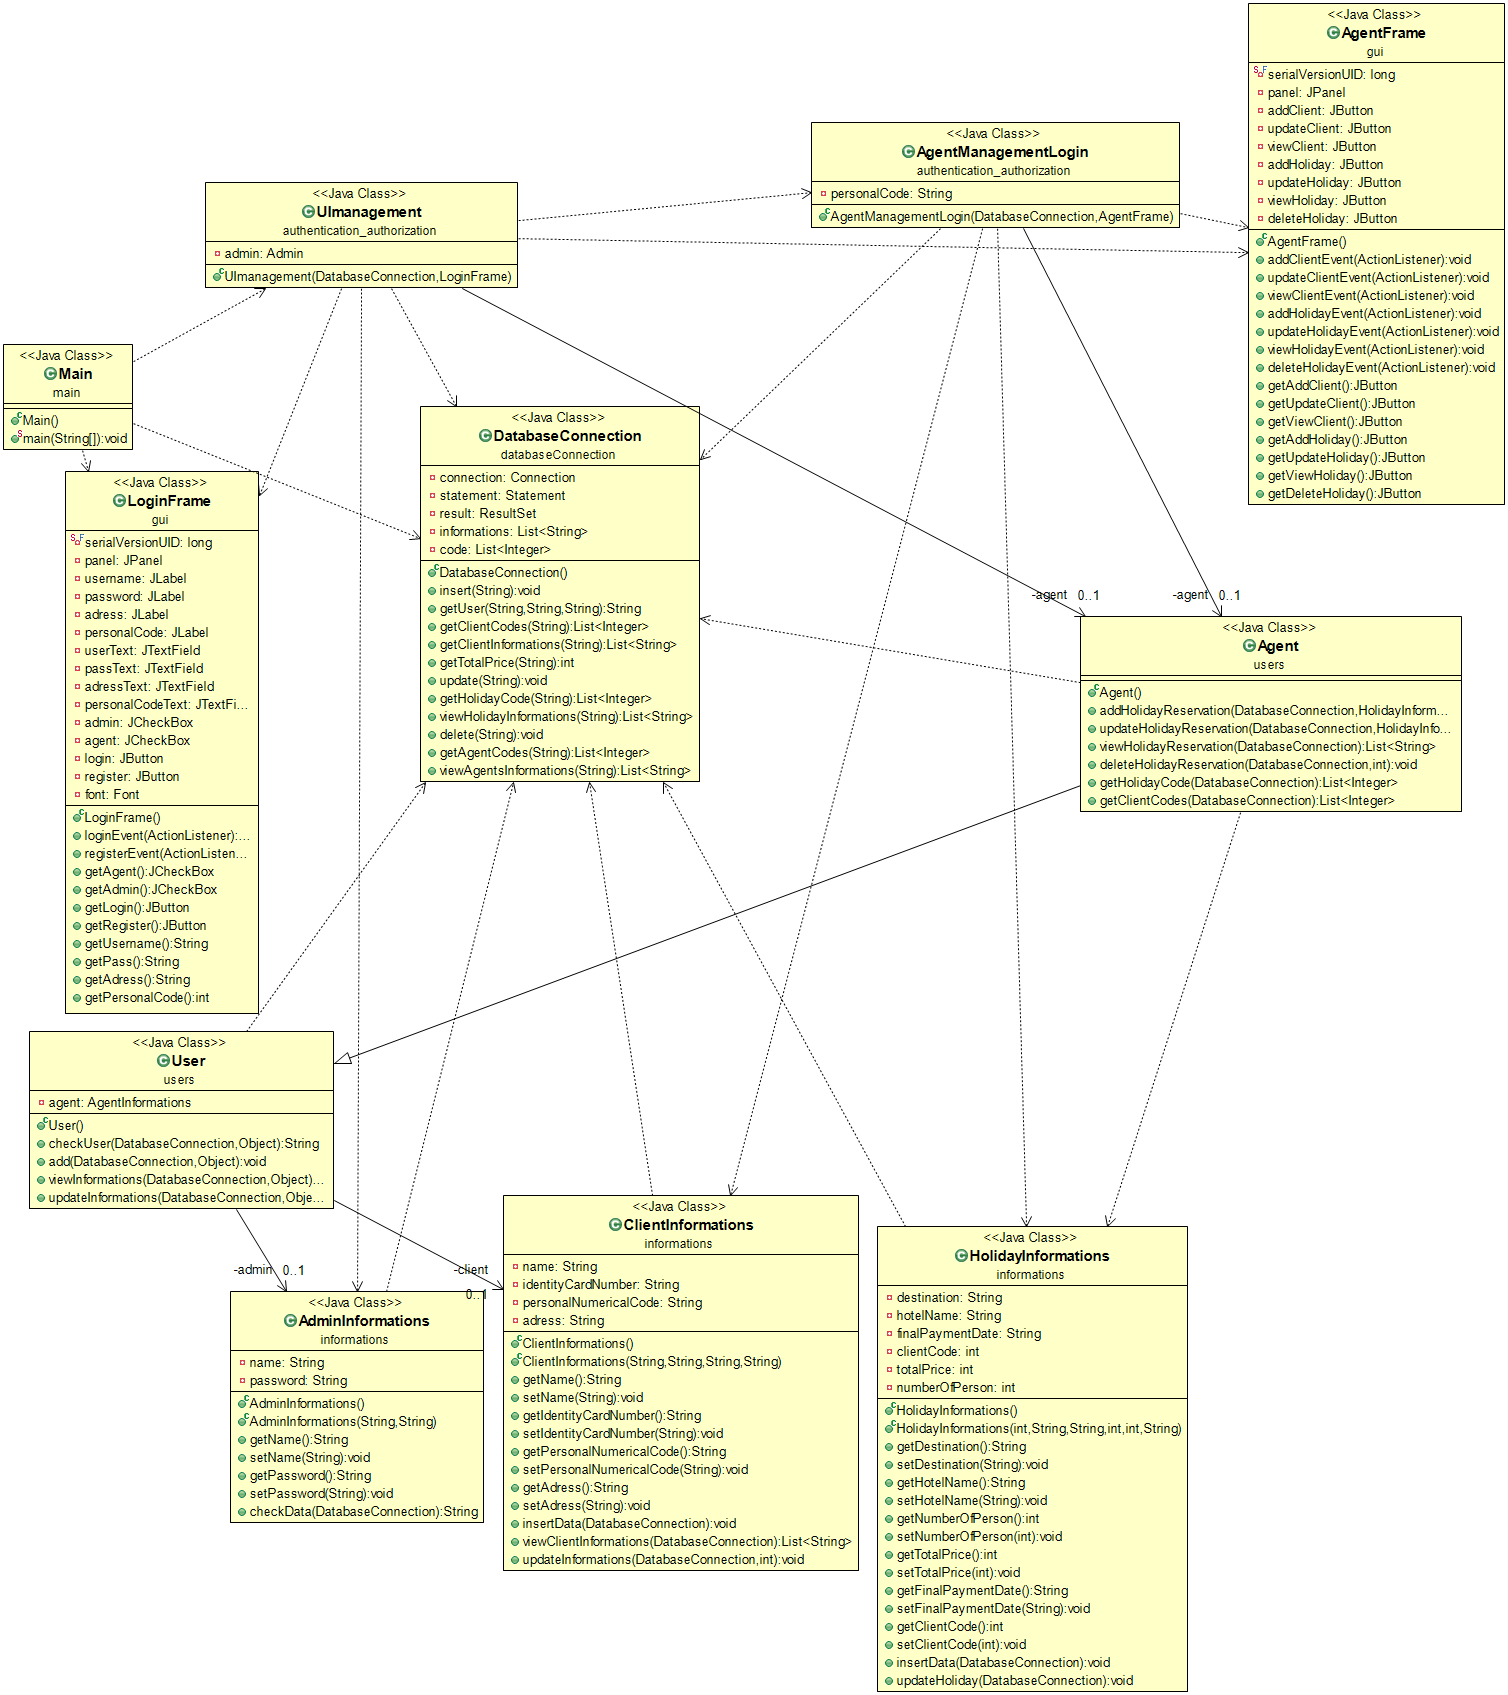 <<Java Class>>
AgentFrame
gui
serialVersionUID: long
panel: JPanel
addClient: JButton
updateClient: JButton
viewClient: JButton
addHoliday: JButton
updateHoliday: JButton
viewHoliday: JButton
deleteHoliday: JButton
AgentFrame()
addClientEvent(ActionListener):void
updateClientEvent(ActionListener):void
viewClientEvent(ActionListener):void
addHolidayEvent(ActionListener):void
updateHolidayEvent(ActionListener):void
viewHolidayEvent(ActionListener):void
deleteHolidayEvent(ActionListener):void
getAddClient():JButton
getUpdateClient():JButton
getViewClient():JButton
getAddHoliday():JButton
getUpdateHoliday():JButton
getViewHoliday():JButton
getDeleteHoliday():JButton
<<Java Class>>
AgentManagementLogin
authentication_authorization
personalCode: String
AgentManagementLogin(DatabaseConnection,AgentFrame)
<<Java Class>>
UImanagement
authentication_authorization
admin: Admin
UImanagement(DatabaseConnection,LoginFrame)
<<Java Class>>
Main
main
Main()
main(String[]):void
<<Java Class>>
DatabaseConnection
databaseConnection
connection: Connection
statement: Statement
result: ResultSet
informations: List<String>
code: List<Integer>
DatabaseConnection()
insert(String):void
getUser(String,String,String):String
getClientCodes(String):List<Integer>
getClientInformations(String):List<String>
getTotalPrice(String):int
update(String):void
getHolidayCode(String):List<Integer>
viewHolidayInformations(String):List<String>
delete(String):void
getAgentCodes(String):List<Integer>
viewAgentsInformations(String):List<String>
<<Java Class>>
LoginFrame
gui
serialVersionUID: long
panel: JPanel
username: JLabel
password: JLabel
adress: JLabel
personalCode: JLabel
userText: JTextField
passText: JTextField
adressText: JTextField
personalCodeText: JTextFi...
admin: JCheckBox
agent: JCheckBox
login: JButton
register: JButton
font: Font
LoginFrame()
loginEvent(ActionListener):...
registerEvent(ActionListen...
getAgent():JCheckBox
getAdmin():JCheckBox
getLogin():JButton
getRegister():JButton
getUsername():String
getPass():String
getAdress():String
getPersonalCode():int
-agent 0..1
-agent 0..1
<<Java Class>>
Agent
users
Agent()
addHolidayReservation(DatabaseConnection,HolidayInform...
updateHolidayReservation(DatabaseConnection,HolidayInfo...
viewHolidayReservation(DatabaseConnection):List<String>
deleteHolidayReservation(DatabaseConnection,int):void
getHolidayCode(DatabaseConnection):List<Integer>
getClientCodes(DatabaseConnection):List<Integer>
<<Java Class>>
User
users
agent: AgentInformations
User()
checkUser(DatabaseConnection,Object):String
add(DatabaseConnection,Object):void
viewInformations(DatabaseConnection,Object)...
updateInformations(DatabaseConnection,Obje...
-admin 0..1
-client
0..1
<<Java Class>>
AdminInformations
informations
name: String
password: String
AdminInformations()
AdminInformations(String,String)
getName():String
setName(String):void
getPassword():String
setPassword(String):void
checkData(DatabaseConnection):String
<<Java Class>>
ClientInformations
informations
name: String
identityCardNumber: String
personalNumericalCode: String
adress: String
ClientInformations()
ClientInformations(String,String,String,String)
getName():String
setName(String):void
getIdentityCardNumber():String
setIdentityCardNumber(String):void
getPersonalNumericalCode():String
setPersonalNumericalCode(String):void
getAdress():String
setAdress(String):void
insertData(DatabaseConnection):void
viewClientInformations(DatabaseConnection):List<String>
updateInformations(DatabaseConnection,int):void
<<Java Class>>
HolidayInformations
informations
destination: String
hotelName: String
finalPaymentDate: String
clientCode: int
totalPrice: int
numberOfPerson: int
HolidayInformations()
HolidayInformations(int,String,String,int,int,String)
getDestination():String
setDestination(String):void
getHotelName():String
setHotelName(String):void
getNumberOfPerson():int
setNumberOfPerson(int):void
getTotalPrice():int
setTotalPrice(int):void
getFinalPaymentDate():String
setFinalPaymentDate(String):void
getClientCode():int
setClientCode(int):void
insertData(DatabaseConnection):void
updateHoliday(DatabaseConnection):void